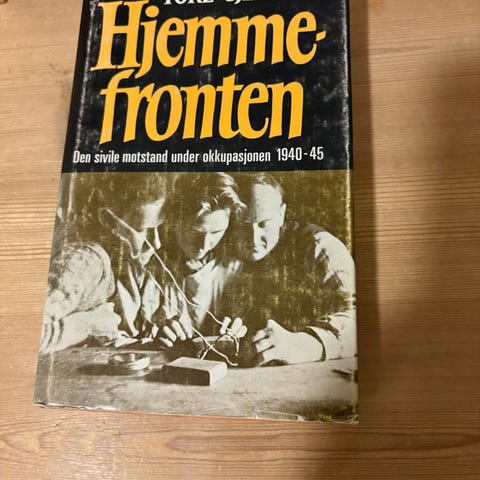 Hjemme-
fronten
Den sivile motstand under okkupasjonen 1940-45